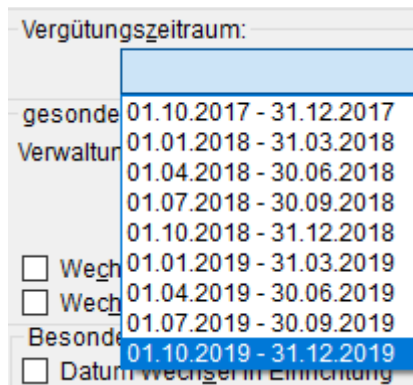 Vergütungszeitraum:
01.10.2017 - 31.12.2017
gesonde
01.01.2018 - 31.03.2018
Verwaltun
01.04.2018 - 30.06.2018
01.07.2018 - 30.09.2018
01.10.2018 - 31.12.2018
Wech
01.01.2019 - 31.03.2019
01.04.2019 - 30.06.2019
Wech
01.07.2019 - 30.09.2019
Besonde
01.10.2019 - 31.12.2019
Datum Wechsel in Einrichtung